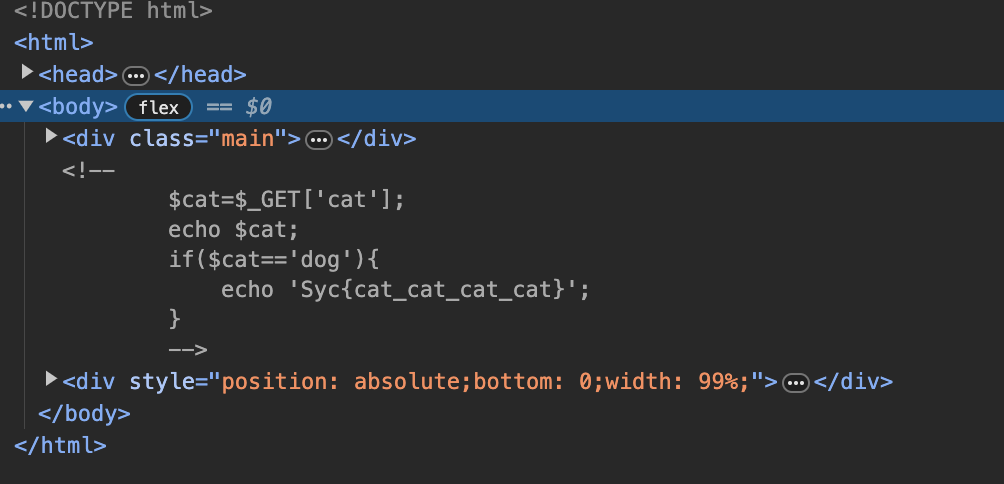 <!DOCTYPE html>
<html>
<head>•••</head>
<body> flex == $0
<div class="main">•••</div>
<!--
$cat=$_GET['cat'];
echo $cat;
if($cat=='dog'){
echo 'Syc{cat_cat_cat_cat}';
}
-->
<div style="position: absolute;bottom: 0;width: 99%;">•••</div>
</body>
</html>